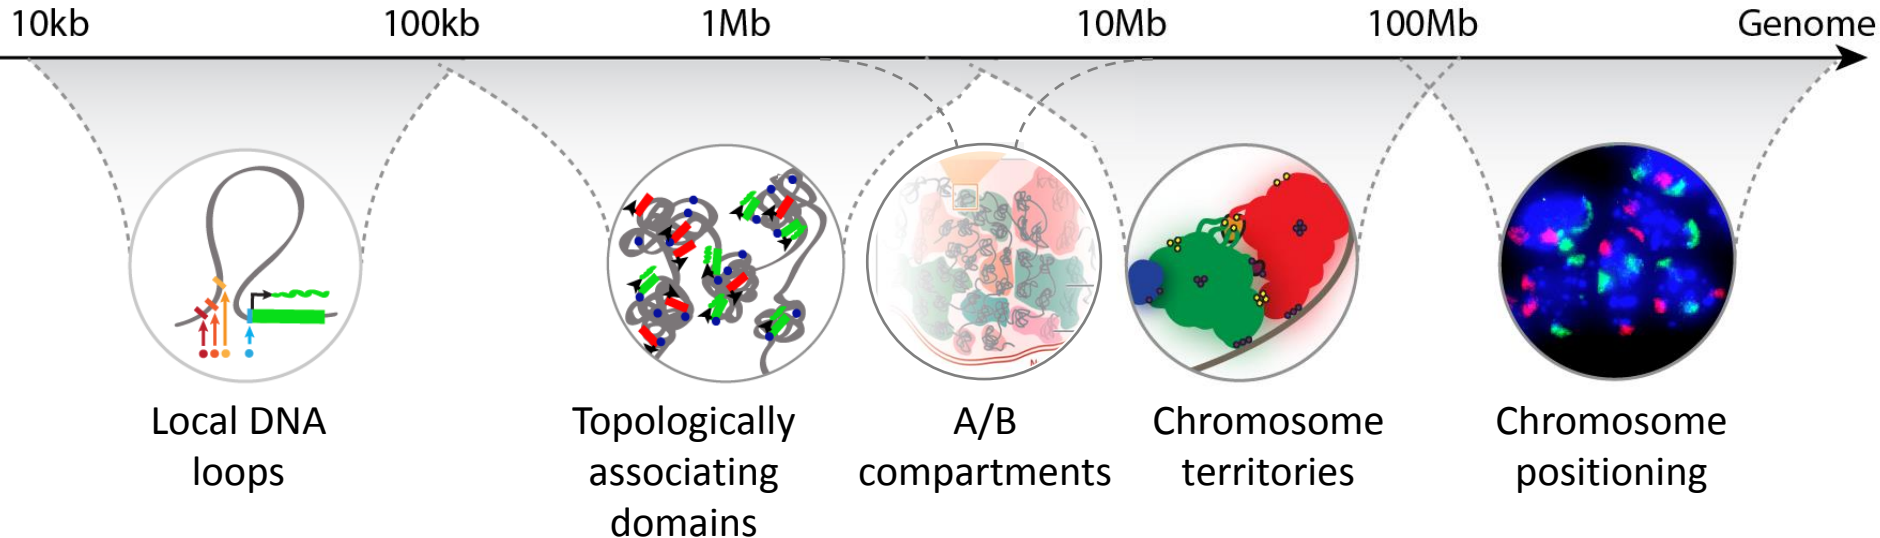 10kb 100kb 1Mb 10Mb 100Mb Genome
Local DNA
loops
Topologically
associating
domains
A/B
compartments
Chromosome
territories
Chromosome
positioning